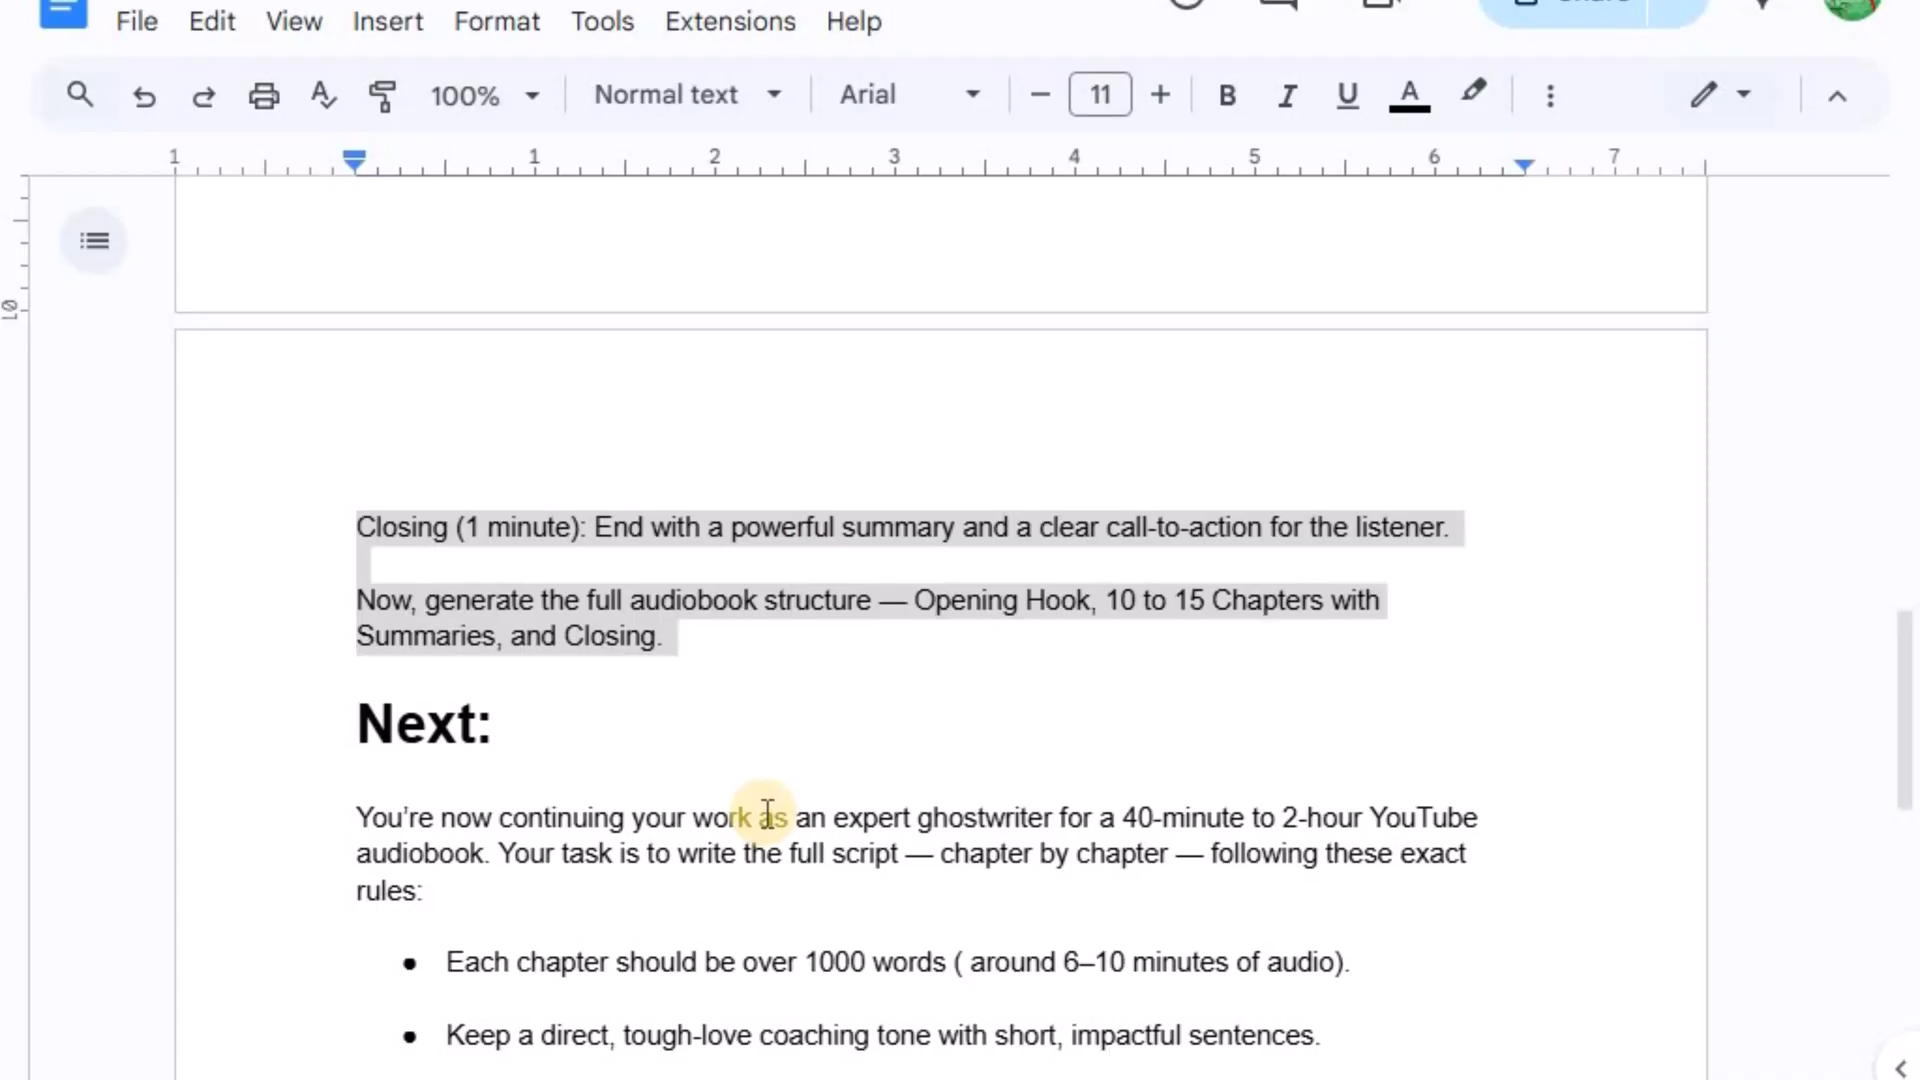 File Edit View Insert Format Tools Extensions Help
100% Normal text Arial 11 B I U A
1 1 2 3 4 5 6 7
10
Closing (1 minute): End with a powerful summary and a clear call-to-action for the listener.
Now, generate the full audiobook structure — Opening Hook, 10 to 15 Chapters with
Summaries, and Closing.
Next:
You’re now continuing your work as an expert ghostwriter for a 40-minute to 2-hour YouTube
audiobook. Your task is to write the full script — chapter by chapter — following these exact
rules:
● Each chapter should be over 1000 words ( around 6–10 minutes of audio).
● Keep a direct, tough-love coaching tone with short, impactful sentences.